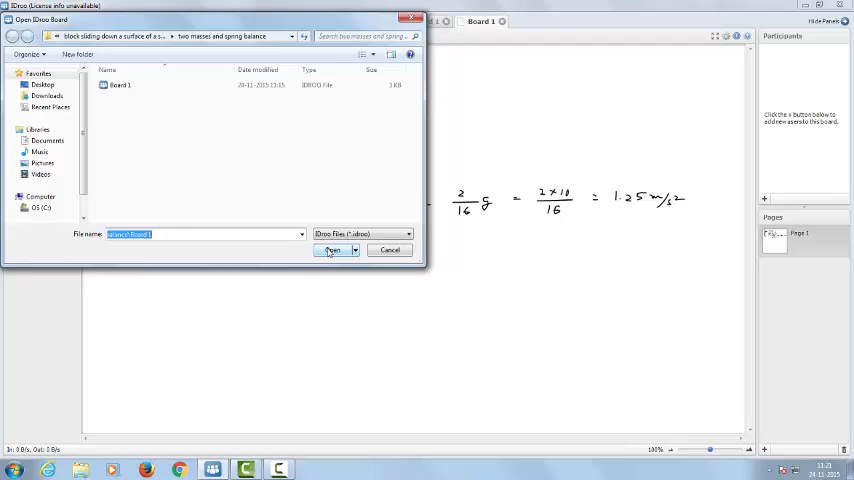 IDroo (License info unavailable)
Open IDroo Board
block sliding down a surface of a s... ▸ two masses and spring balance
Search two masses and spring ...
Organize
New folder
Favorites
Desktop
Downloads
Recent Places
Libraries
Documents
Music
Pictures
Videos
Computer
OS (C:)
Name
Date modified
Type
Size
Board 1
24-11-2015 11:15
IDROO File
3 KB
File name:
balance\Board 1
IDroo Files (*.idroo)
Open
Cancel
d 1
Board 1
Hide Panels
Participants
Click the + button below to
add new users to this board.
Pages
Page 1
2/16 g = 2×10/16 = 1.25 m/s2
In: 0 B/s, Out: 0 B/s
100%
11:21
24-11-2015